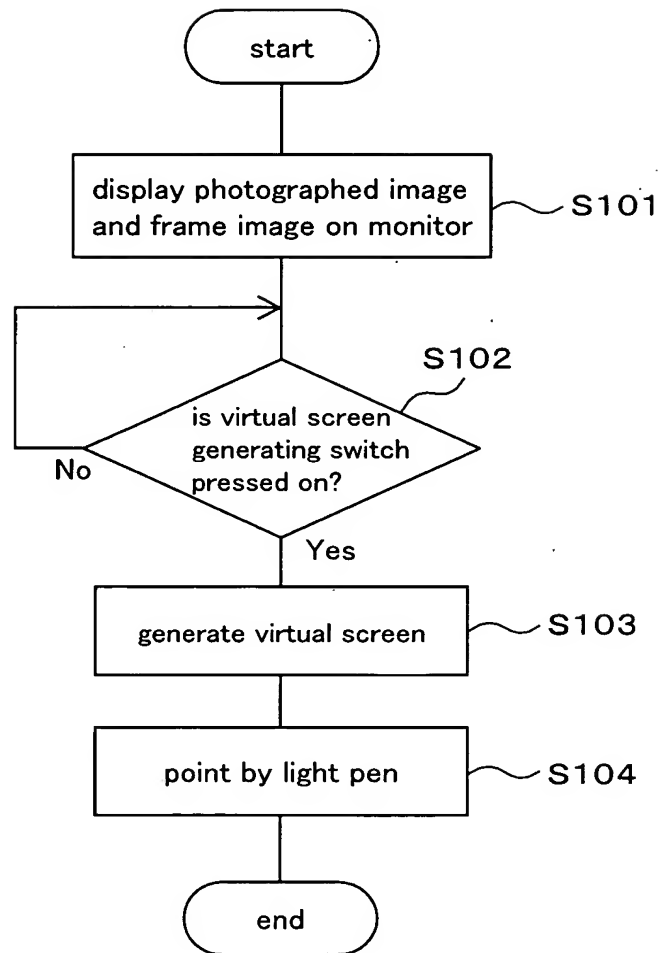 start
display photographed image
and frame image on monitor
S101
S102
is virtual screen
generating switch
pressed on?
No
Yes
generate virtual screen
S103
point by light pen
S104
end